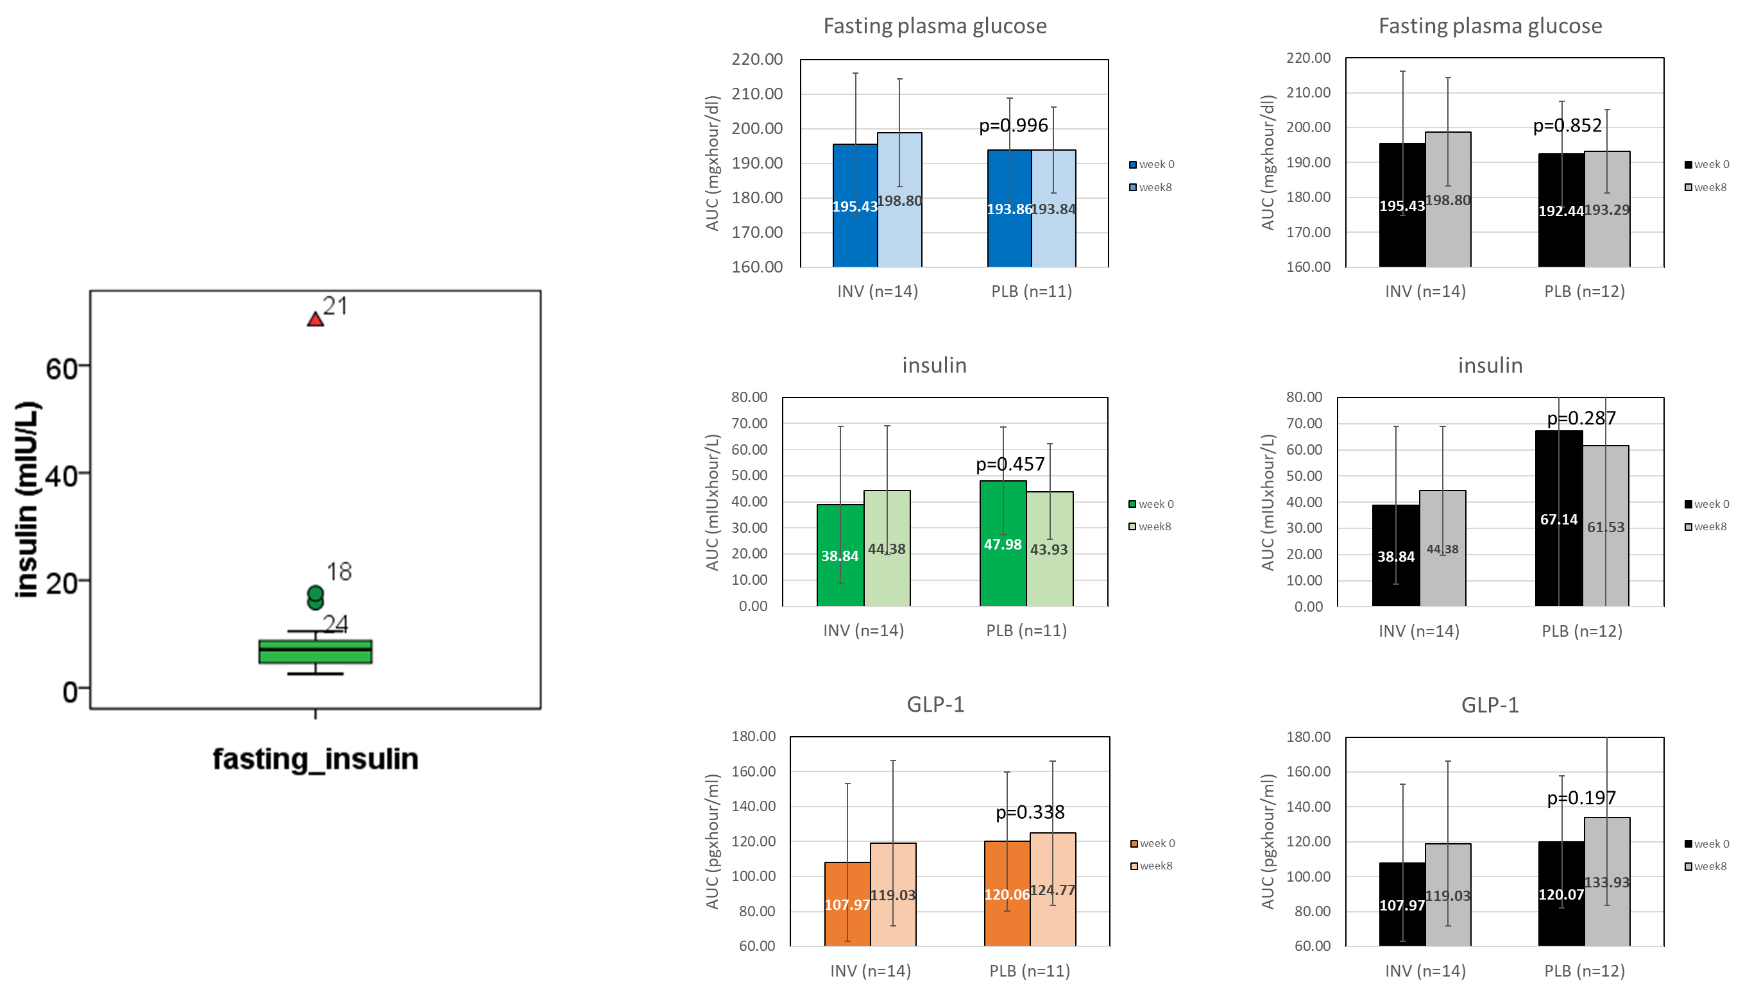 21
60
40
insulin (mIU/L)
20
18
24
0
fasting_insulin
Fasting plasma glucose
220.00
210.00
200.00
190.00
180.00
170.00
160.00
AUC (mgxhour/dl)
p=0.996
195.43
198.80
193.86
193.84
INV (n=14)
PLB (n=11)
week 0
week8
Fasting plasma glucose
220.00
210.00
200.00
190.00
180.00
170.00
160.00
AUC (mgxhour/dl)
p=0.852
195.43
198.80
192.44
193.29
INV (n=14)
PLB (n=12)
week 0
week8
insulin
80.00
70.00
60.00
50.00
40.00
30.00
20.00
10.00
0.00
AUC (mIUxhour/L)
p=0.457
38.84
44.38
47.98
43.93
INV (n=14)
PLB (n=11)
week 0
week8
insulin
80.00
70.00
60.00
50.00
40.00
30.00
20.00
10.00
0.00
AUC (mIUxhour/L)
p=0.287
38.84
44.38
67.14
61.53
INV (n=14)
PLB (n=12)
week 0
week8
GLP-1
180.00
160.00
140.00
120.00
100.00
80.00
60.00
AUC (pgxhour/ml)
p=0.338
107.97
119.03
120.06
124.77
INV (n=14)
PLB (n=11)
week 0
week8
GLP-1
180.00
160.00
140.00
120.00
100.00
80.00
60.00
AUC (pgxhour/ml)
p=0.197
107.97
119.03
120.07
133.93
INV (n=14)
PLB (n=12)
week 0
week8